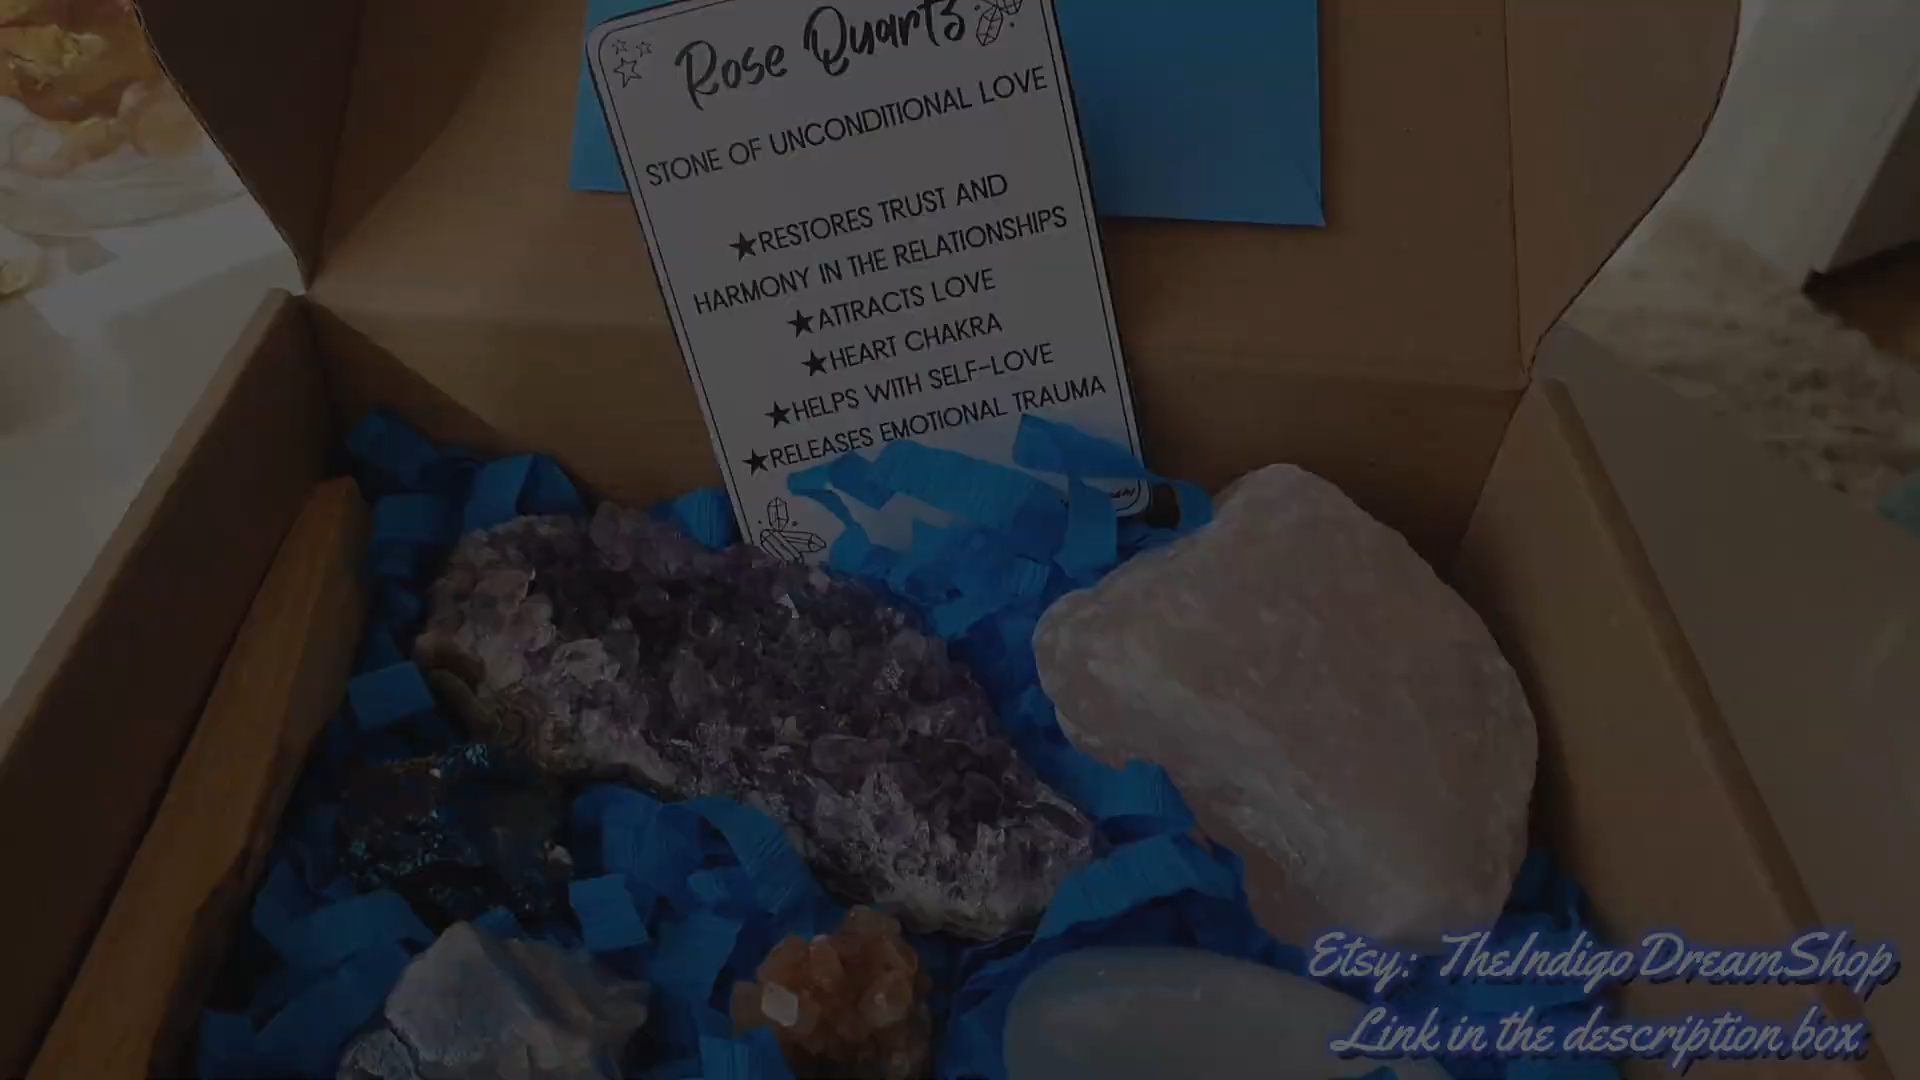 Rose Quartz
STONE OF UNCONDITIONAL LOVE
★RESTORES TRUST AND
HARMONY IN THE RELATIONSHIPS
★ATTRACTS LOVE
★HEART CHAKRA
★HELPS WITH SELF-LOVE
★RELEASES EMOTIONAL TRAUMA
Etsy: TheIndigoDreamShop
Link in the description box